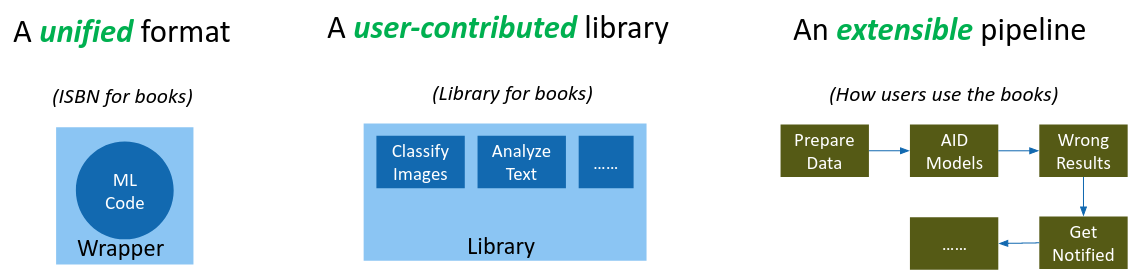 A unified format
(ISBN for books)
ML
Code
Wrapper
A user-contributed library
(Library for books)
Classify
Images
Analyze
Text
......
Library
An extensible pipeline
(How users use the books)
Prepare
Data
AID
Models
Wrong
Results
Get
Notified
......